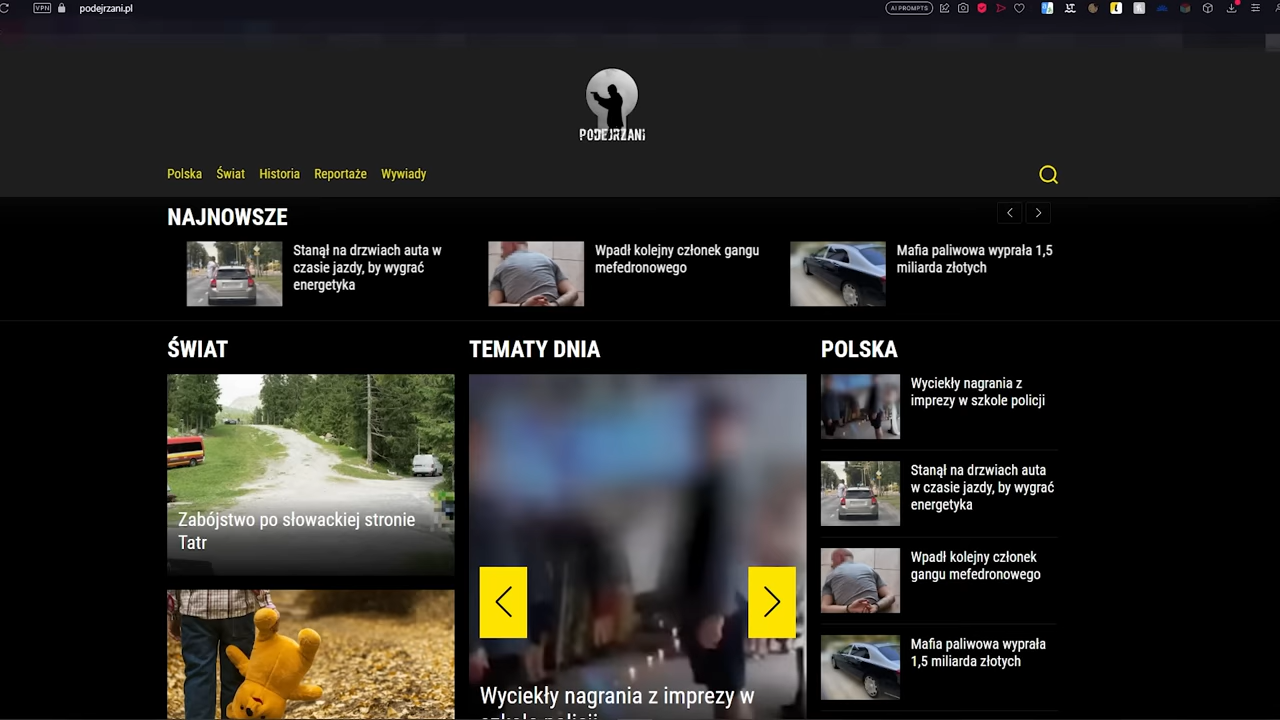 VPN
podejrzani.pl
AI PROMPTS
PODEJRZANI
Polska Świat Historia Reportaże Wywiady
NAJNOWSZE
Stanął na drzwiach auta w
czasie jazdy, by wygrać
energetyka
Wpadł kolejny członek gangu
mefedronowego
Mafia paliwowa wyprała 1,5
miliarda złotych
ŚWIAT
Zabójstwo po słowackiej stronie
Tatr
TEMATY DNIA
Wyciekły nagrania z imprezy w
szkole policji
POLSKA
Wyciekły nagrania z
imprezy w szkole policji
Stanął na drzwiach auta
w czasie jazdy, by wygrać
energetyka
Wpadł kolejny członek
gangu mefedronowego
Mafia paliwowa wyprała
1,5 miliarda złotych